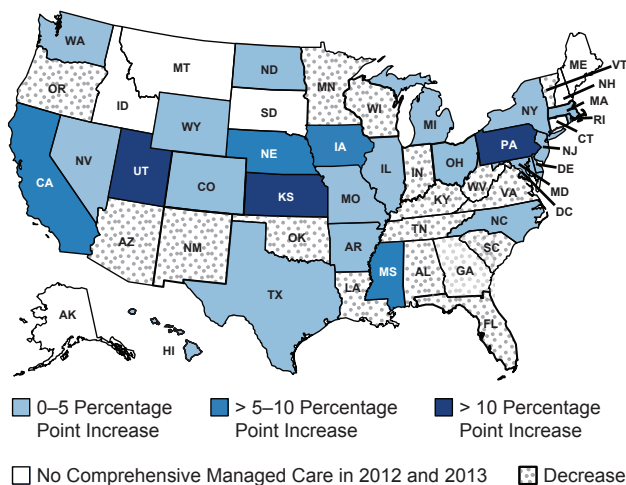 WA
MT
ND
MN
ME
VT
NH
OR
ID
SD
WI
MI
NY
MA
RI
WY
CT
NV
NE
IA
PA
NJ
CA
UT
CO
IL
IN
OH
DE
KS
MO
WV
VA
MD
KY
DC
AZ
NM
OK
AR
TN
NC
SC
MS
AL
GA
TX
LA
AK
FL
HI
0–5 Percentage
Point Increase
> 5–10 Percentage
Point Increase
> 10 Percentage
Point Increase
No Comprehensive Managed Care in 2012 and 2013
Decrease